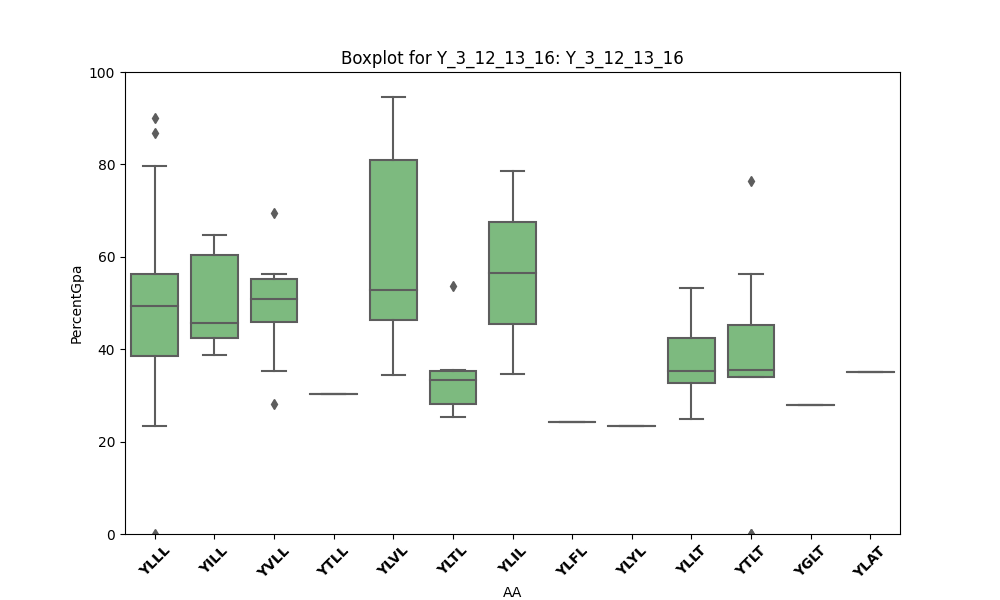 Boxplot for Y_3_12_13_16: Y_3_12_13_16
100
80
60
40
20
0
PercentGpa
YLLL YILL YVLL YTLL YLVL YLTL YLIL YLFL YLYL YLLT YTLT YGLT YLAT
AA